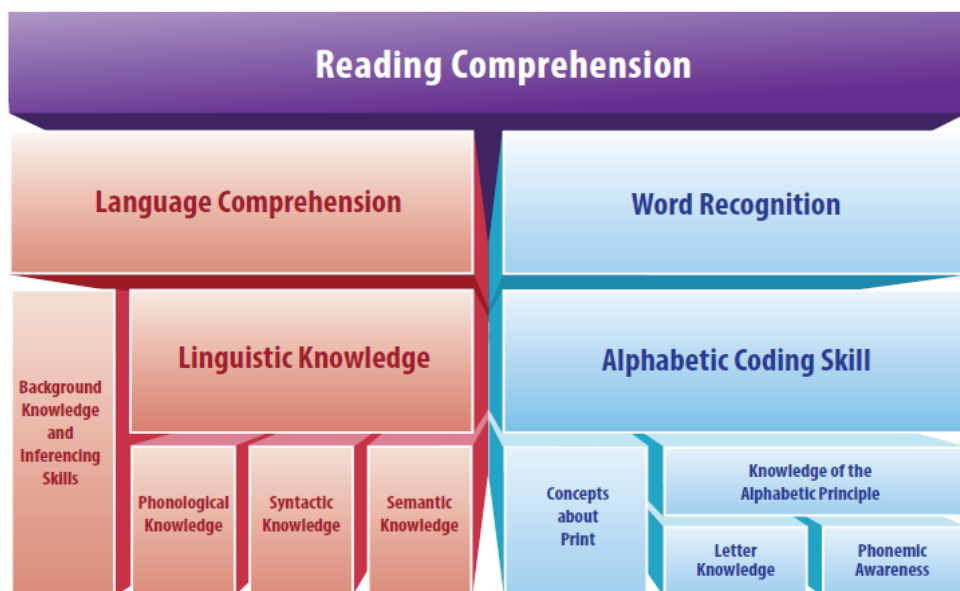 Reading Comprehension
Language Comprehension
Word Recognition
Background
Knowledge
and
Inferencing
Skills
Linguistic Knowledge
Alphabetic Coding Skill
Phonological
Knowledge
Syntactic
Knowledge
Semantic
Knowledge
Concepts
about
Print
Knowledge of the
Alphabetic Principle
Letter
Knowledge
Phonemic
Awareness